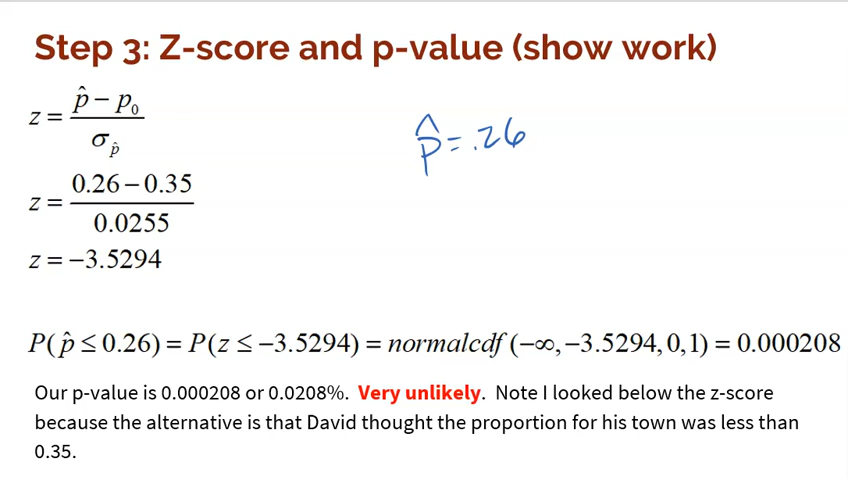 Step 3: Z-score and p-value (show work)
z = (p̂ − p₀) / σ_p̂
p̂ = .26
z = (0.26 − 0.35) / 0.0255
z = −3.5294
P(p̂ ≤ 0.26) = P(z ≤ −3.5294) = normalcdf (−∞, −3.5294, 0, 1) = 0.000208
Our p-value is 0.000208 or 0.0208%. Very unlikely. Note I looked below the z-score
because the alternative is that David thought the proportion for his town was less than
0.35.